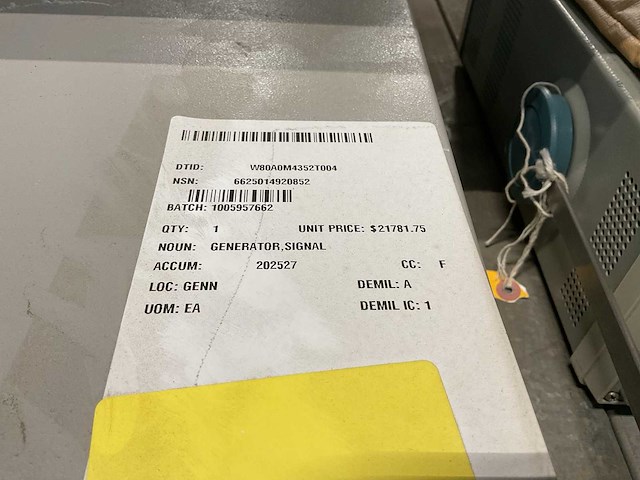 DTID: W80A0M4352T004
NSN: 6625014920852
BATCH: 1005957662
QTY: 1 UNIT PRICE: $21781.75
NOUN: GENERATOR,SIGNAL
ACCUM: 202527 CC: F
LOC: GENN DEMIL: A
UOM: EA DEMIL IC: 1